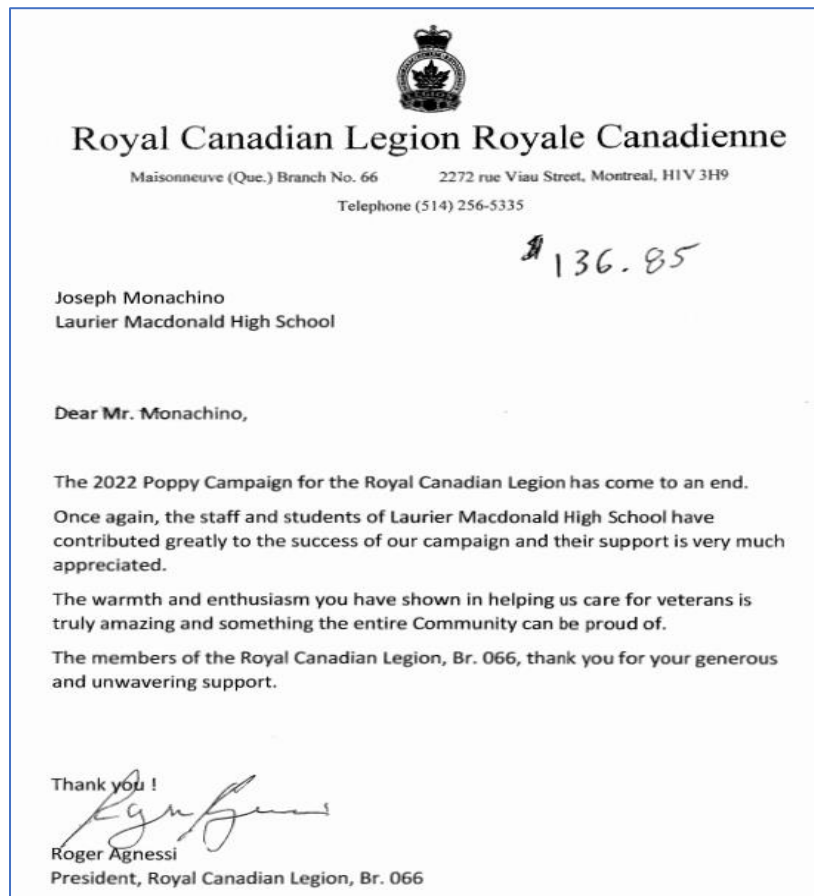 LEGION
Royal Canadian Legion Royale Canadienne
Maisonneuve (Que.) Branch No. 66 2272 rue Viau Street, Montreal, H1V 3H9
Telephone (514) 256-5335
$136.85
Joseph Monachino
Laurier Macdonald High School
Dear Mr. Monachino,
The 2022 Poppy Campaign for the Royal Canadian Legion has come to an end.
Once again, the staff and students of Laurier Macdonald High School have
contributed greatly to the success of our campaign and their support is very much
appreciated.
The warmth and enthusiasm you have shown in helping us care for veterans is
truly amazing and something the entire Community can be proud of.
The members of the Royal Canadian Legion, Br. 066, thank you for your generous
and unwavering support.
Thank you !
Roger Agnessi
President, Royal Canadian Legion, Br. 066